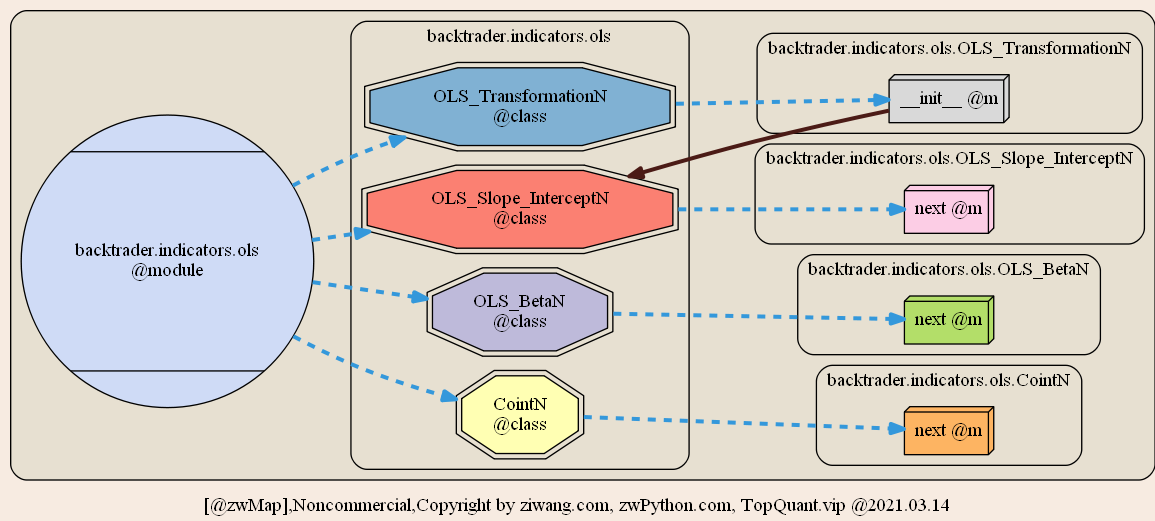 backtrader.indicators.ols
@module
backtrader.indicators.ols
OLS_TransformationN
@class
OLS_Slope_InterceptN
@class
OLS_BetaN
@class
CointN
@class
backtrader.indicators.ols.OLS_TransformationN
__init__ @m
backtrader.indicators.ols.OLS_Slope_InterceptN
next @m
backtrader.indicators.ols.OLS_BetaN
next @m
backtrader.indicators.ols.CointN
next @m
[@zwMap],Noncommercial,Copyright by ziwang.com, zwPython.com, TopQuant.vip @2021.03.14